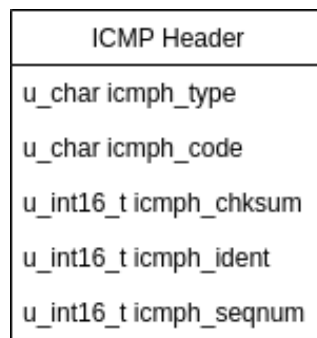 ICMP Header
u_char icmph_type
u_char icmph_code
u_int16_t icmph_chksum
u_int16_t icmph_ident
u_int16_t icmph_seqnum